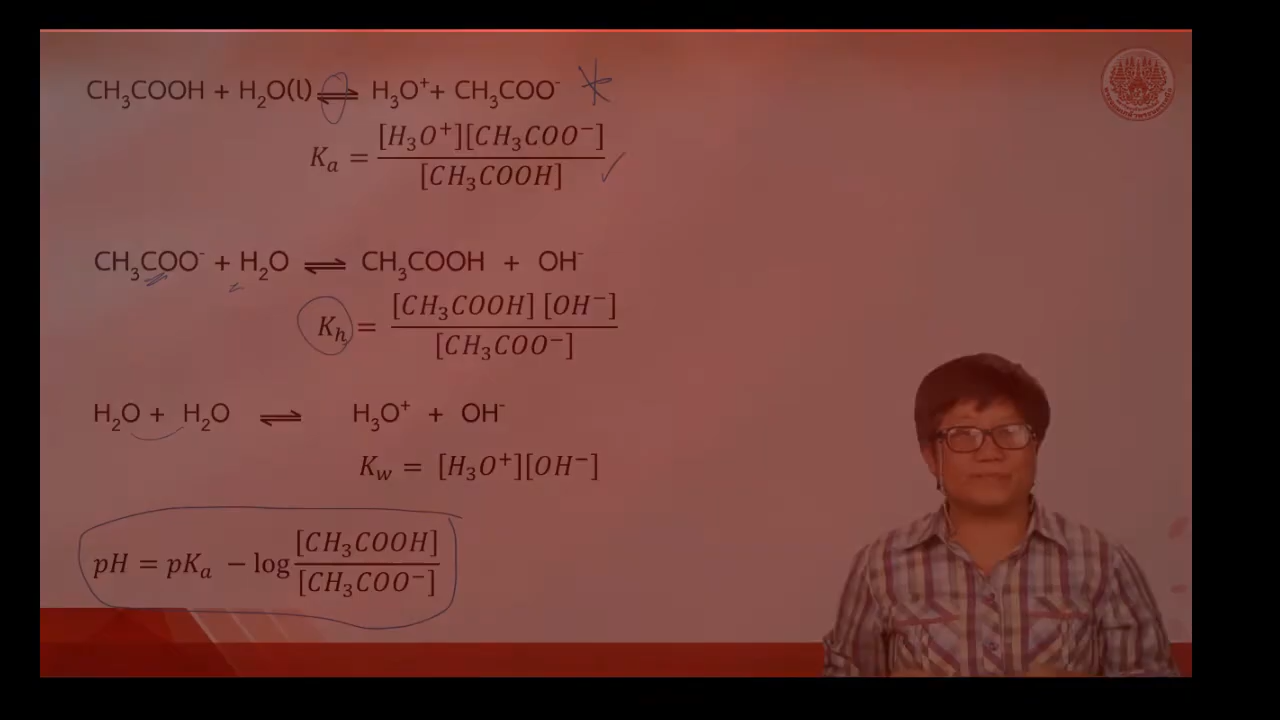 CH₃COOH + H₂O(l) ⇌ H₃O⁺ + CH₃COO⁻
Kₐ = [H₃O⁺][CH₃COO⁻] / [CH₃COOH]
CH₃COO⁻ + H₂O ⇌ CH₃COOH + OH⁻
Kₕ = [CH₃COOH] [OH⁻] / [CH₃COO⁻]
H₂O + H₂O ⇌ H₃O⁺ + OH⁻
K_w = [H₃O⁺][OH⁻]
pH = pKₐ − log [CH₃COOH] / [CH₃COO⁻]